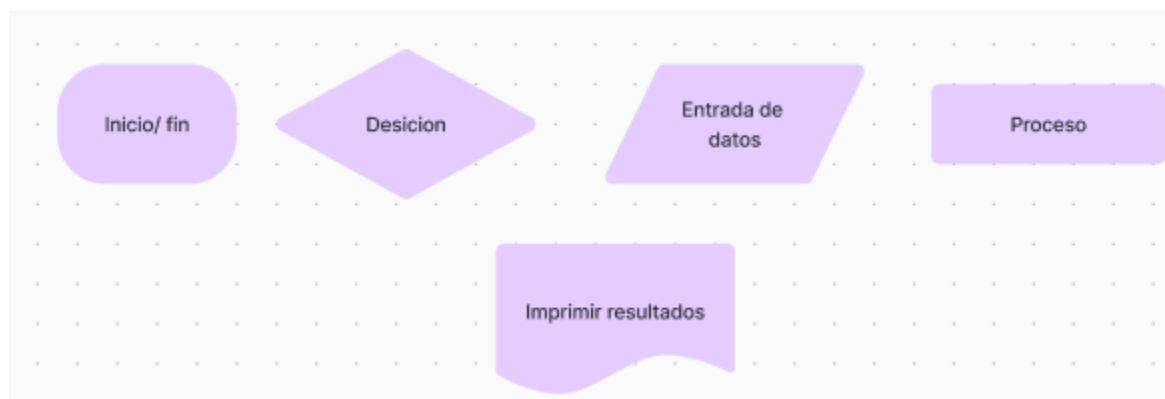 Inicio/ fin
Desicion
Entrada de
datos
Proceso
Imprimir resultados